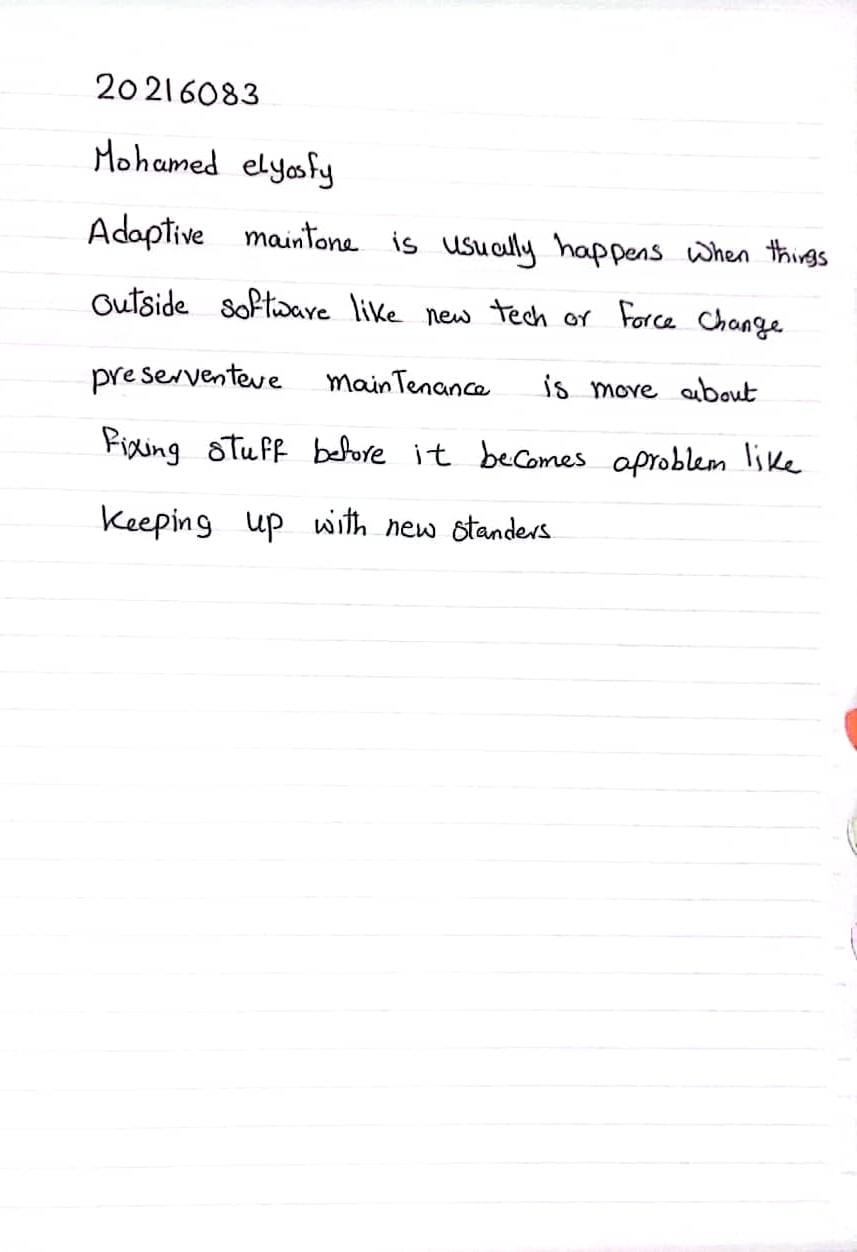 20216083
Mohamed elyosfy
Adaptive maintone is usually happens when things
outside software like new tech or force change
preserventeve maintenance is more about
fixing stuff before it becomes aproblem like
keeping up with new standers